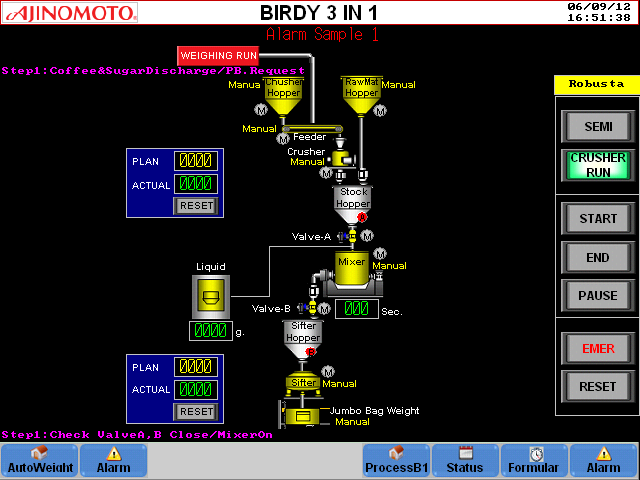 AJINOMOTO®
BIRDY 3 IN 1
06/09/12
16:51:38
Alarm Sample 1
WEIGHING RUN
Step1:Coffee&SugarDischarge/PB.Request
Manua
Chusher
Hopper
RawMat
Hopper
Manual
Robusta
SEMI
CRUSHER
RUN
START
END
PAUSE
EMER
RESET
Manual
Feeder
Crusher
Manual
M
M
M
M
PLAN 0000
ACTUAL 0000
RESET
Stock
Hopper
Valve-A
M
Mixer
M
Manual
Liquid
0000 g.
000 Sec.
Valve-B
M
Sifter
Hopper
PLAN 0000
ACTUAL 0000
RESET
M
Sifter
Manual
Jumbo Bag Weight
Manual
Step1:Check ValveA,B Close/MixerOn
AutoWeight
Alarm
ProcessB1
Status
Formular
Alarm